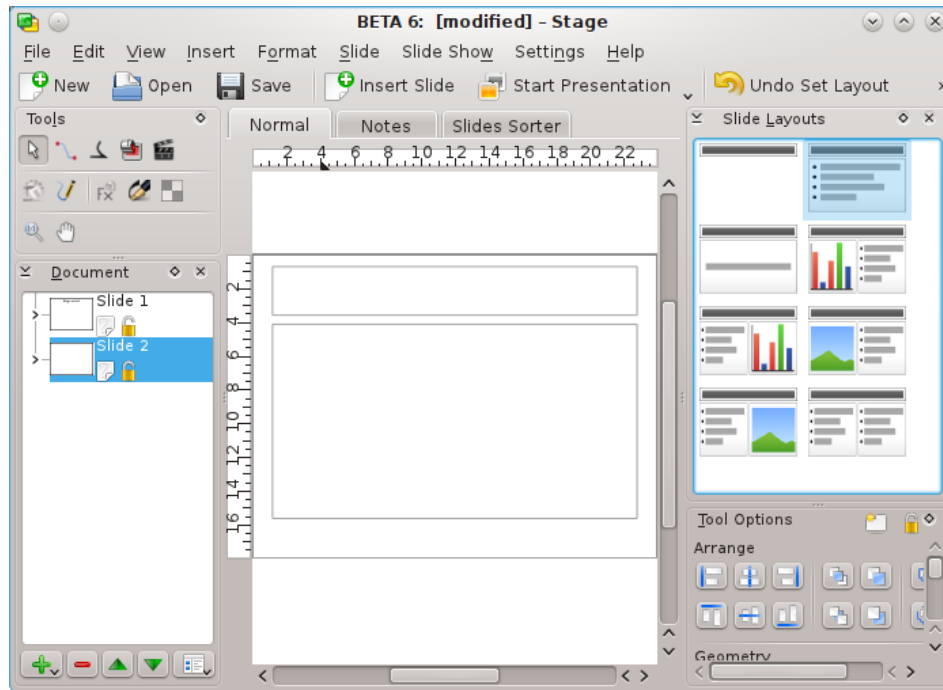 BETA 6: [modified] – Stage
File Edit View Insert Format Slide Slide Show Settings Help
New Open Save Insert Slide Start Presentation Undo Set Layout
Tools
Normal Notes Slides Sorter
Slide Layouts
2 4 6 8 10 12 14 16 18 20 22
Document
Slide 1
Slide 2
2
4
6
8
10
12
14
16
Tool Options
Arrange
Geometry